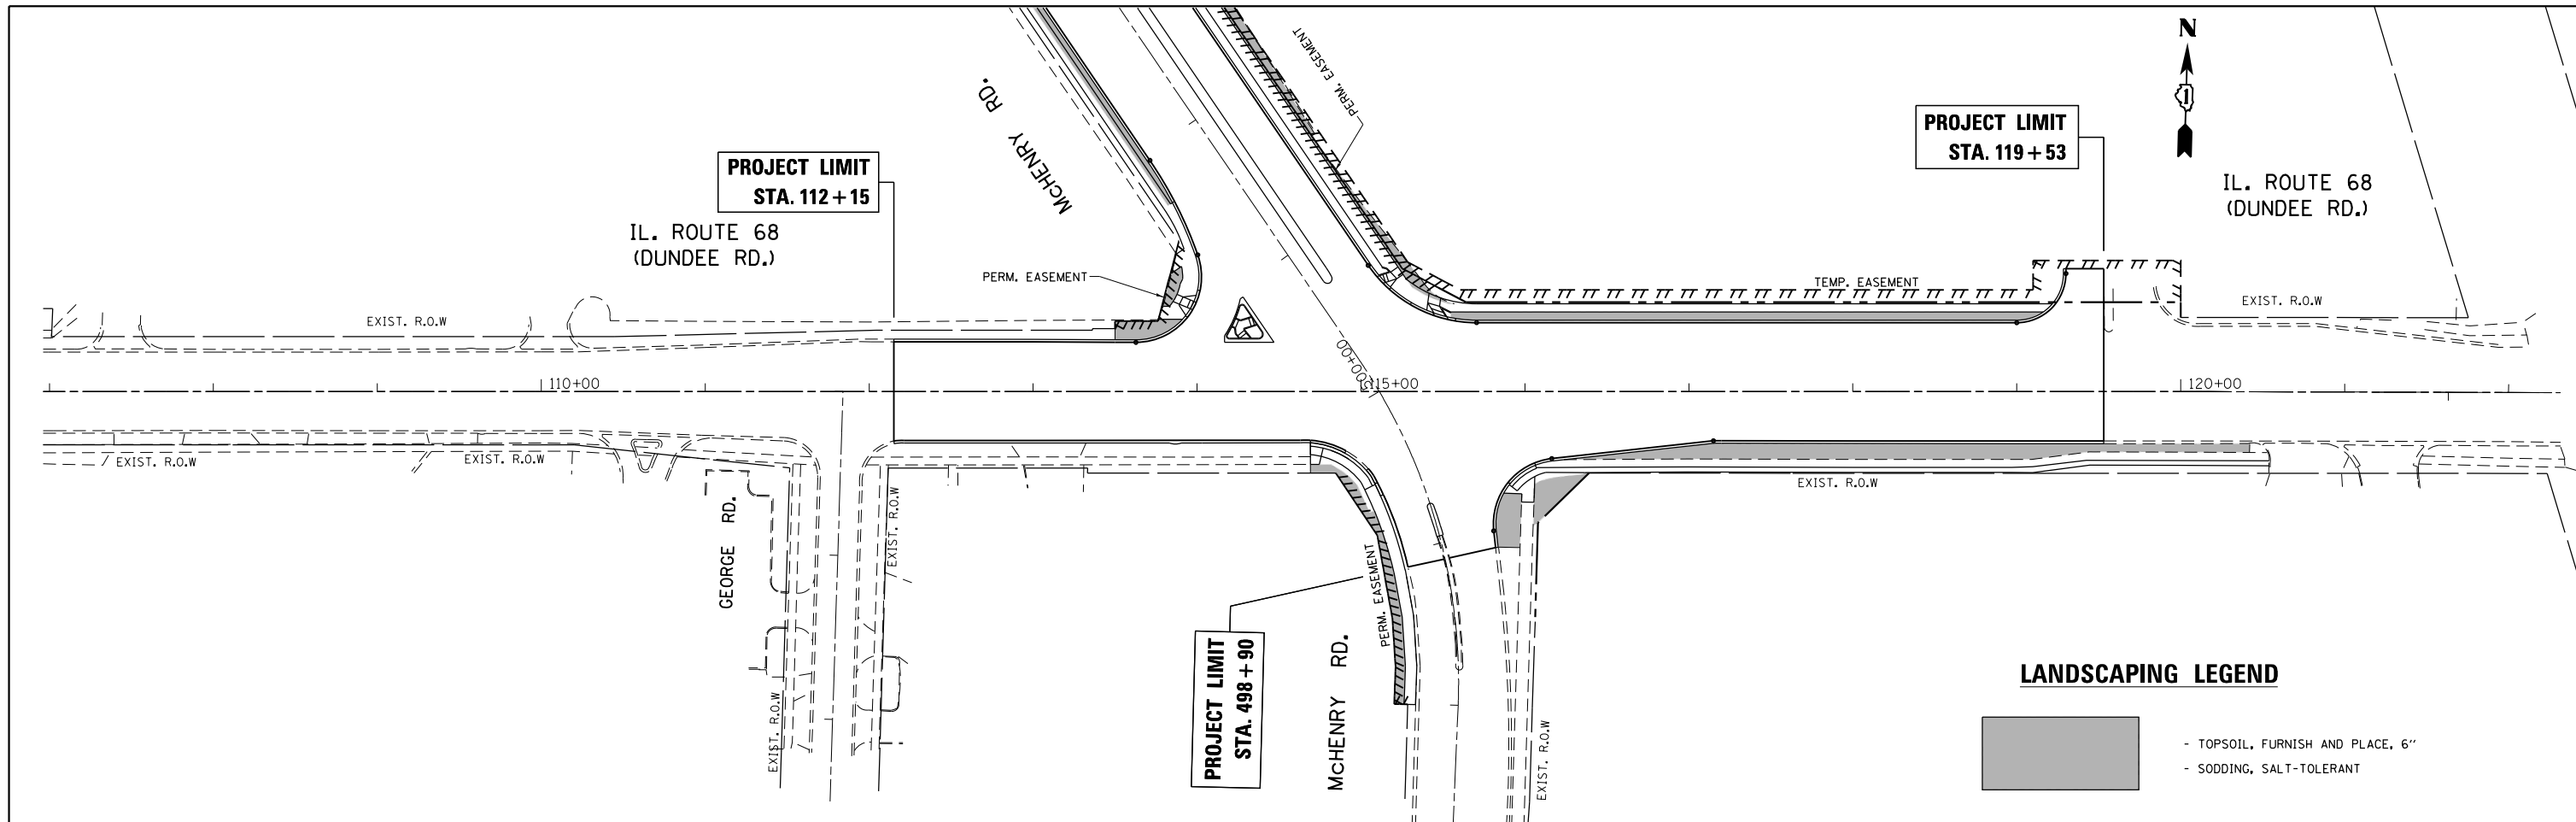 N
1
PERM. EASEMENT
McHENRY RD.
PROJECT LIMIT
STA. 119+53
IL. ROUTE 68
(DUNDEE RD.)
PROJECT LIMIT
STA. 112+15
IL. ROUTE 68
(DUNDEE RD.)
PERM. EASEMENT
TEMP. EASEMENT
EXIST. R.O.W
EXIST. R.O.W
110+00
500+00
115+00
120+00
EXIST. R.O.W
EXIST. R.O.W
EXIST. R.O.W
GEORGE RD.
EXIST. R.O.W
EXIST. R.O.W
PERM. EASEMENT
PROJECT LIMIT
STA. 498+90
McHENRY RD.
EXIST. R.O.W
LANDSCAPING LEGEND
- TOPSOIL, FURNISH AND PLACE, 6"
- SODDING, SALT-TOLERANT